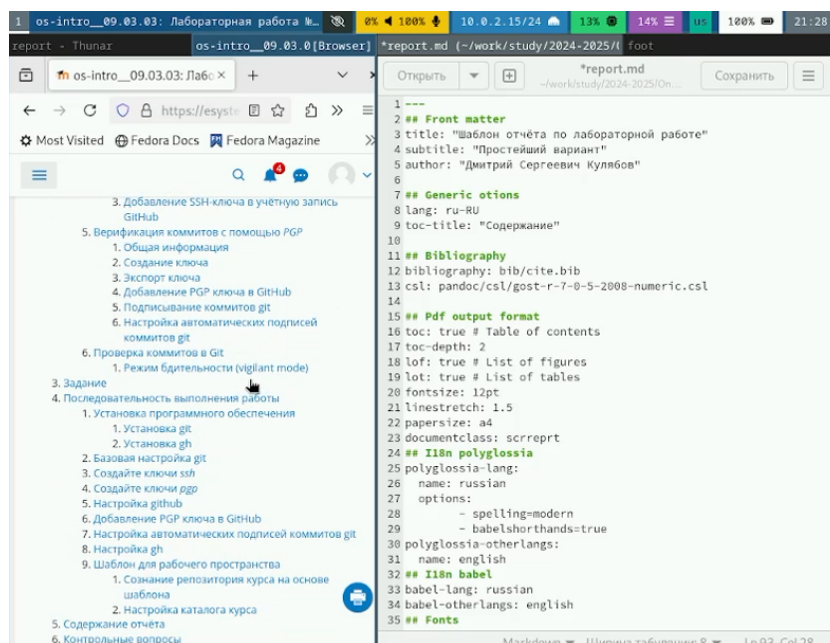 1 os-intro__09.03.03: Лабораторная работа №… 0% 100% 10.0.2.15/24 13% 14% us 100% 21:28
report - Thunar
os-intro__09.03.0[Browser]
*report.md (~/work/study/2024-2025/(
foot
os-intro__09.03.03: Лабо
https://esyste
Most Visited Fedora Docs Fedora Magazine
4
3. Добавление SSH-ключа в учётную запись
GitHub
5. Верификация коммитов с помощью PGP
1. Общая информация
2. Создание ключа
3. Экспорт ключа
4. Добавление PGP ключа в GitHub
5. Подписывание коммитов git
6. Настройка автоматических подписей
коммитов git
6. Проверка коммитов в Git
1. Режим бдительности (vigilant mode)
3. Задание
4. Последовательность выполнения работы
1. Установка программного обеспечения
1. Установка git
2. Установка gh
2. Базовая настройка git
3. Создайте ключи ssh
4. Создайте ключи pgp
5. Настройка github
6. Добавление PGP ключа в GitHub
7. Настройка автоматических подписей коммитов git
8. Настройка gh
9. Шаблон для рабочего пространства
1. Сознание репозитория курса на основе
шаблона
2. Настройка каталога курса
5. Содержание отчёта
6. Контрольные вопросы
Открыть
*report.md
~/work/study/2024-2025/Оп…
Сохранить
1 ---
2 ## Front matter
3 title: "Шаблон отчёта по лабораторной работе"
4 subtitle: "Простейший вариант"
5 author: "Дмитрий Сергеевич Кулябов"
6
7 ## Generic otions
8 lang: ru-RU
9 toc-title: "Содержание"
10
11 ## Bibliography
12 bibliography: bib/cite.bib
13 csl: pandoc/csl/gost-r-7-0-5-2008-numeric.csl
14
15 ## Pdf output format
16 toc: true # Table of contents
17 toc-depth: 2
18 lof: true # List of figures
19 lot: true # List of tables
20 fontsize: 12pt
21 linestretch: 1.5
22 papersize: a4
23 documentclass: scrreprt
24 ## I18n polyglossia
25 polyglossia-lang:
26 name: russian
27 options:
28 - spelling=modern
29 - babelshorthands=true
30 polyglossia-otherlangs:
31 name: english
32 ## I18n babel
33 babel-lang: russian
34 babel-otherlangs: english
35 ## Fonts
Markdown Ширина табуляции: 8 Ln 93, Col 28